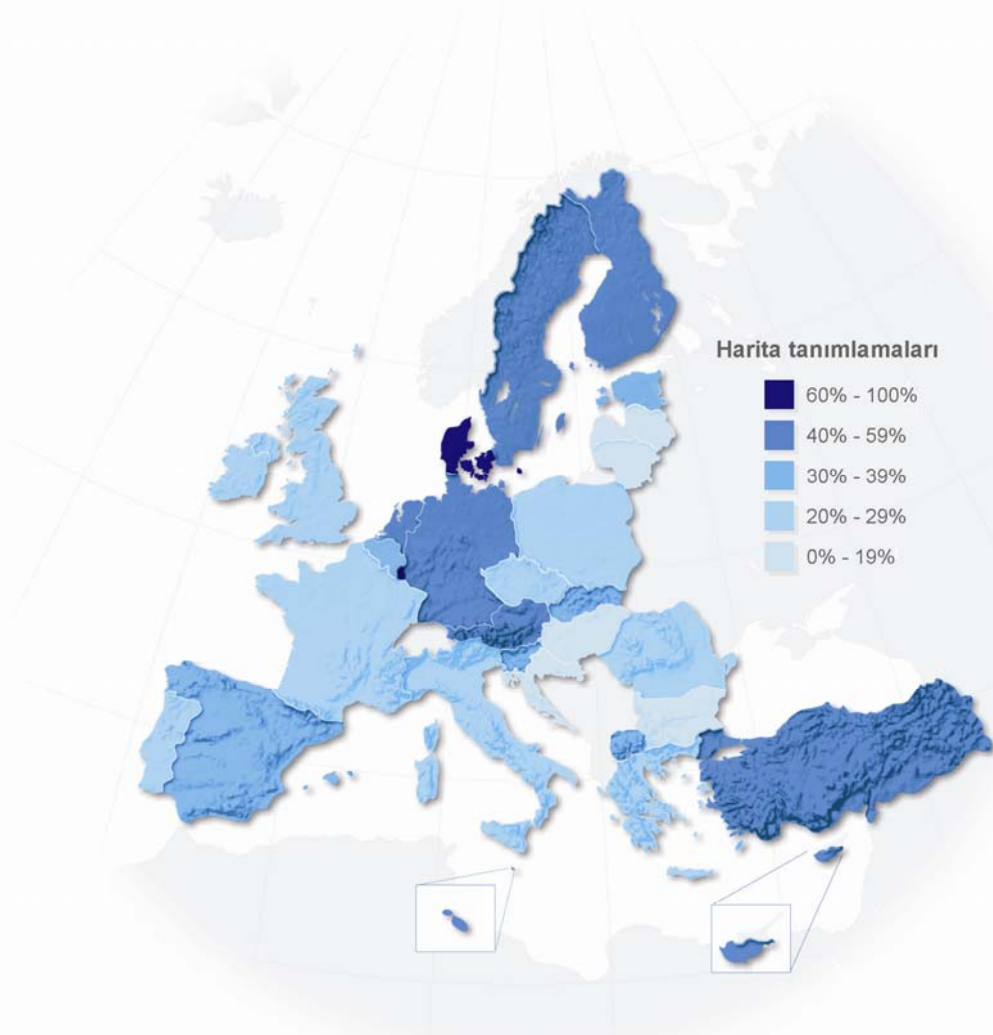 Harita tanımlamaları
60% - 100%
40% - 59%
30% - 39%
20% - 29%
0% - 19%